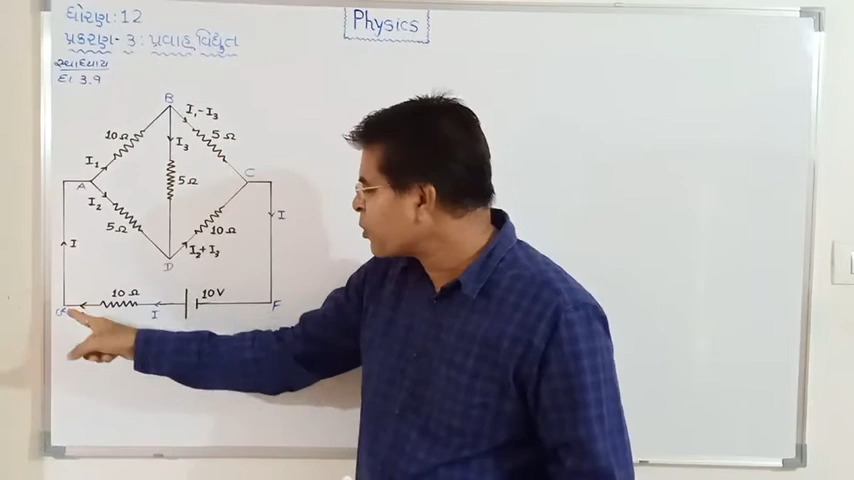 ધોરણ: 12
Physics
પ્રકરણ- 3: પ્રવાહ વિદ્યુત
સ્વાધ્યાય
દા 3.9
B
I₁-I₃
10 Ω
5 Ω
I₃
I₁
A
C
5 Ω
I₂
5 Ω
10 Ω
I
I
I₂+I₃
D
10 Ω
10V
I
F